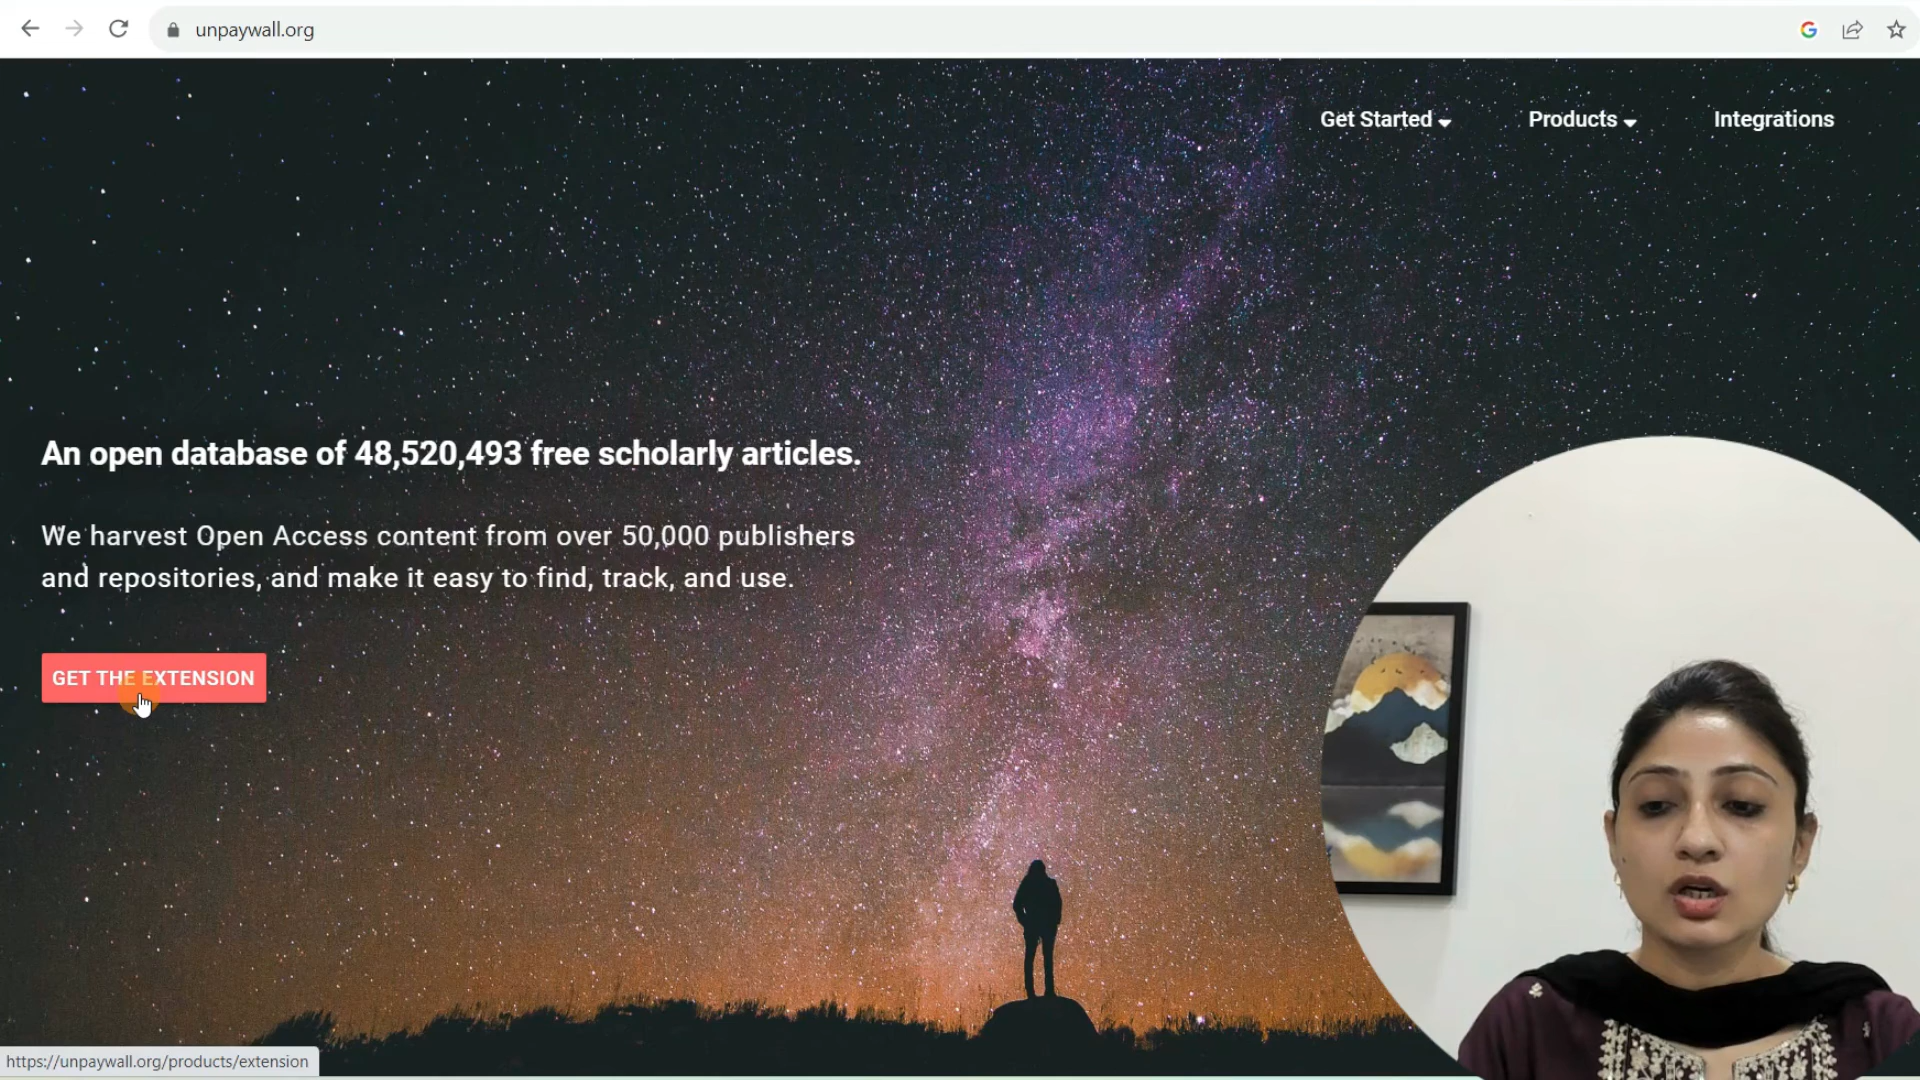 unpaywall.org
Get Started
Products
Integrations
An open database of 48,520,493 free scholarly articles.
We harvest Open Access content from over 50,000 publishers
and repositories, and make it easy to find, track, and use.
GET THE EXTENSION
https://unpaywall.org/products/extension